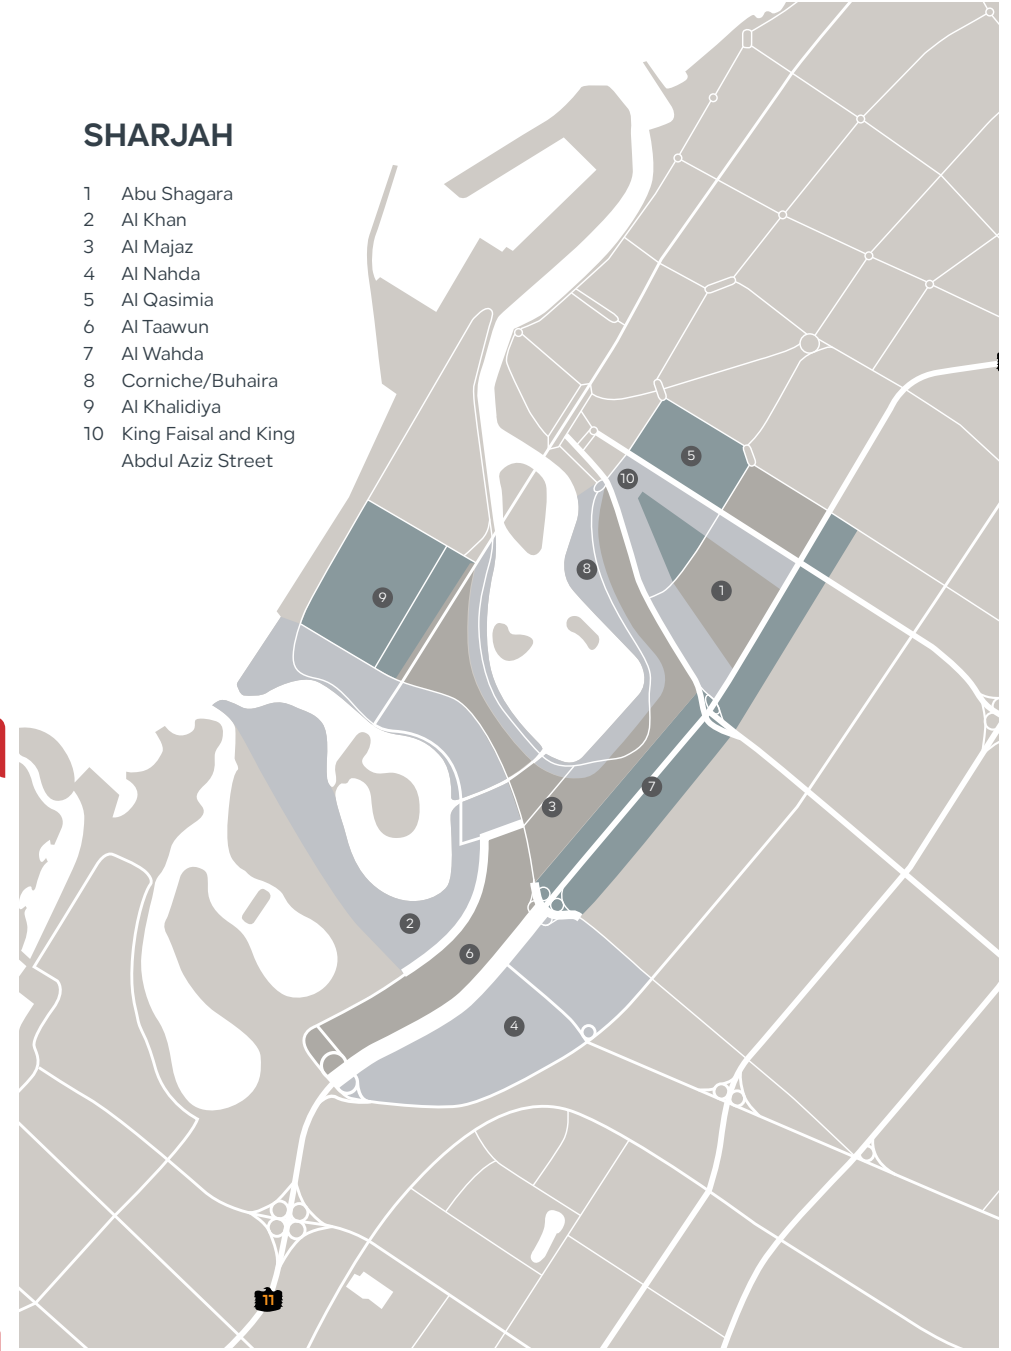 SHARJAH
1 Abu Shagara
2 Al Khan
3 Al Majaz
4 Al Nahda
5 Al Qasimia
6 Al Taawun
7 Al Wahda
8 Corniche/Buhaira
9 Al Khalidiya
10 King Faisal and King
Abdul Aziz Street
5
10
8
1
9
7
3
2
6
4
11